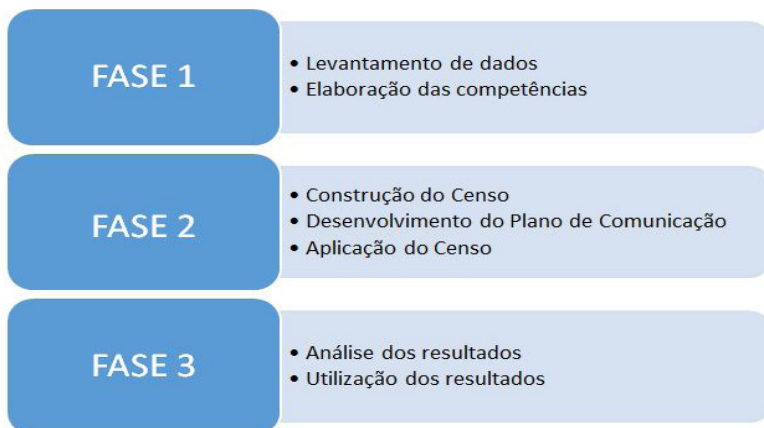 FASE 1
• Levantamento de dados
• Elaboração das competências
FASE 2
• Construção do Censo
• Desenvolvimento do Plano de Comunicação
• Aplicação do Censo
FASE 3
• Análise dos resultados
• Utilização dos resultados